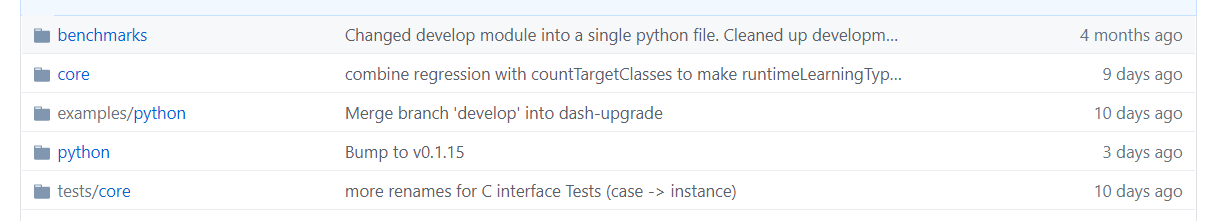 benchmarks Changed develop module into a single python file. Cleaned up developm... 4 months ago
core combine regression with countTargetClasses to make runtimeLearningTyp... 9 days ago
examples/python Merge branch 'develop' into dash-upgrade 10 days ago
python Bump to v0.1.15 3 days ago
tests/core more renames for C interface Tests (case -> instance) 10 days ago